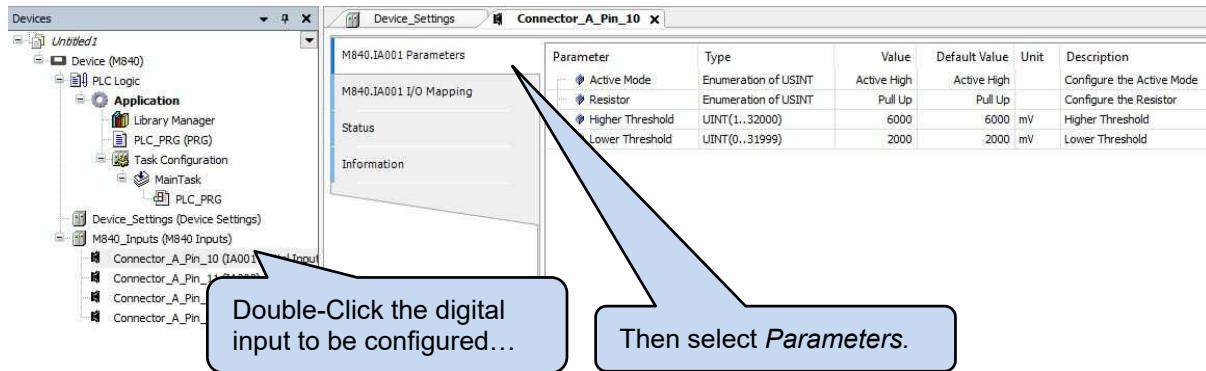 Devices
Untitled1
Device (M840)
PLC Logic
Application
Library Manager
PLC_PRG (PRG)
Task Configuration
MainTask
PLC_PRG
Device_Settings (Device Settings)
M840_Inputs (M840 Inputs)
Connector_A_Pin_10 (IA001
Connector_A_Pin_11
Connector_A_Pin_
Connector_A_Pin_
Double-Click the digital
input to be configured…
Device_Settings
Connector_A_Pin_10 X
M840.IA001 Parameters
M840.IA001 I/O Mapping
Status
Information
Parameter Type Value Default Value Unit Description
Active Mode Enumeration of USINT Active High Active High Configure the Active Mode
Resistor Enumeration of USINT Pull Up Pull Up Configure the Resistor
Higher Threshold UINT(1..32000) 6000 6000 mV Higher Threshold
Lower Threshold UINT(0..31999) 2000 2000 mV Lower Threshold
Then select Parameters.